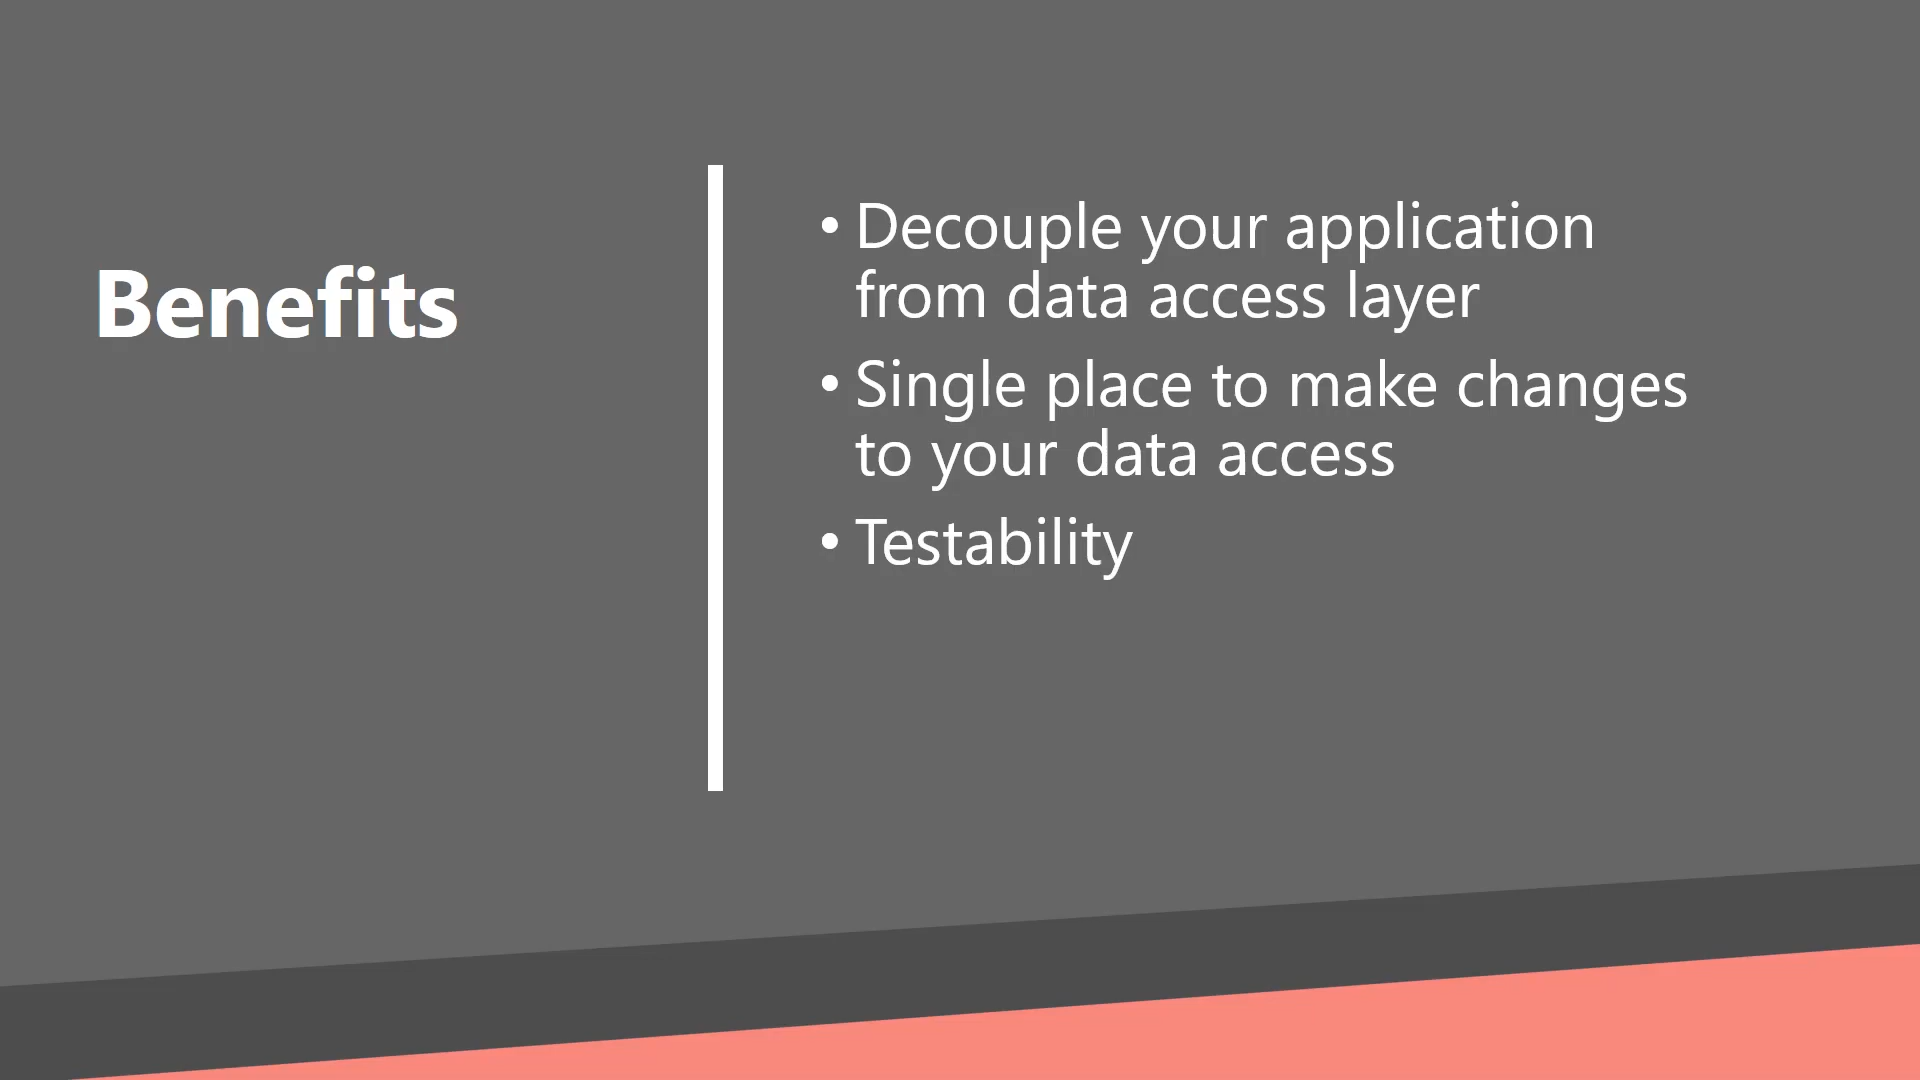 Benefits
• Decouple your application
from data access layer
• Single place to make changes
to your data access
• Testability